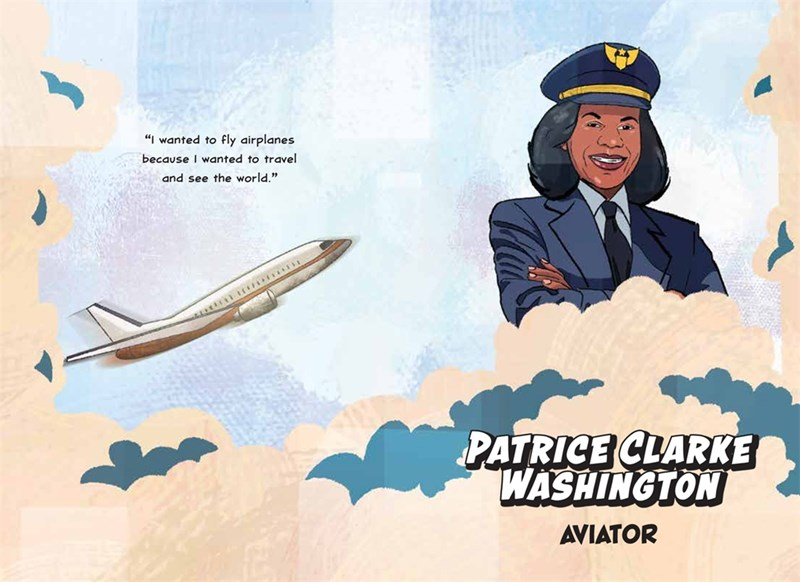 “I wanted to fly airplanes
because I wanted to travel
and see the world.”
PATRICE CLARKE
WASHINGTON
AVIATOR